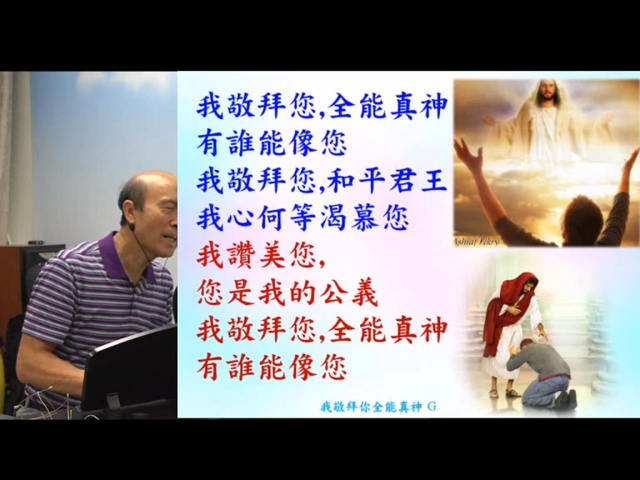 我敬拜您,全能真神
有誰能像您
我敬拜您,和平君王
我心何等渴慕您
我讚美您,
您是我的公義
我敬拜您,全能真神
有誰能像您
我敬拜你全能真神 G